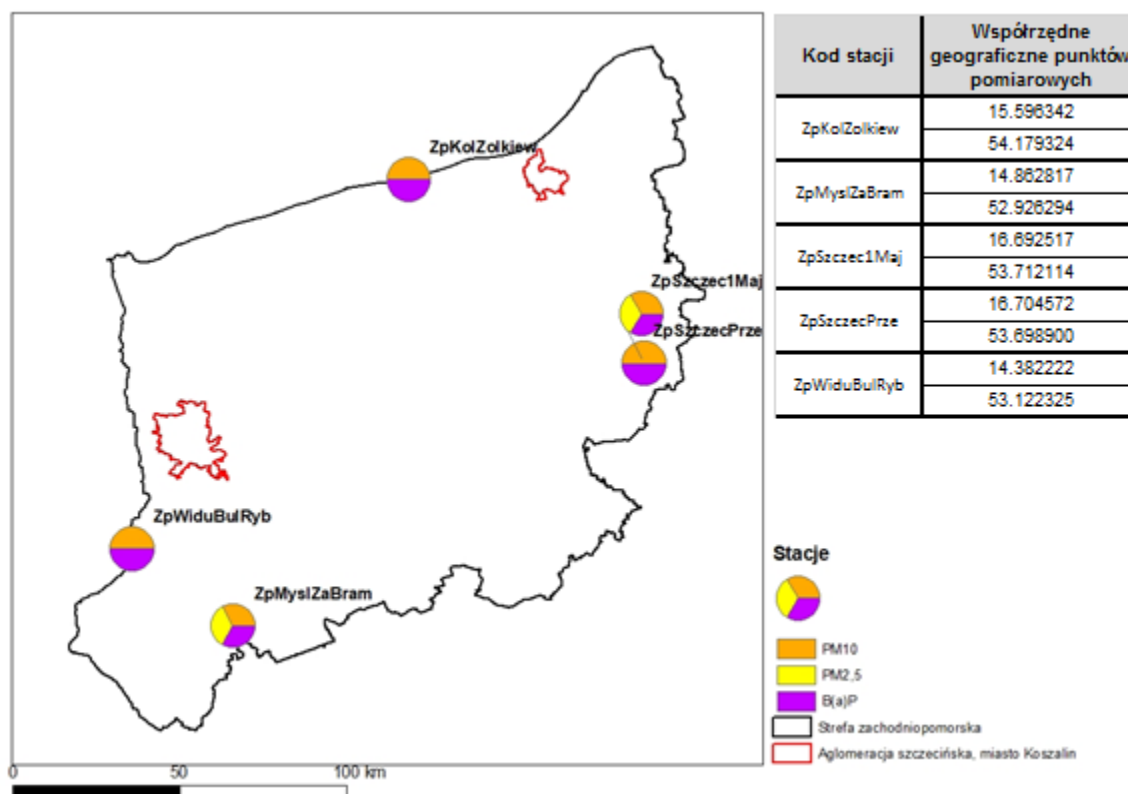 Kod stacji
Współrzędne
geograficzne punktów
pomiarowych
ZpKolZolkiew
15.596342
54.179324
ZpMyslZaBram
14.862817
52.926294
ZpSzczec1Maj
16.692517
53.712114
ZpSzczecPrze
16.704572
53.698900
ZpWiduBulRyb
14.382222
53.122325
ZpKolZolkiew
ZpSzczec1Maj
ZpSzczecPrze
ZpWiduBulRyb
ZpMyslZaBram
Stacje
PM10
PM2,5
B(a)P
Strefa zachodniopomorska
Aglomeracja szczecińska, miasto Koszalin
0 50 100 km